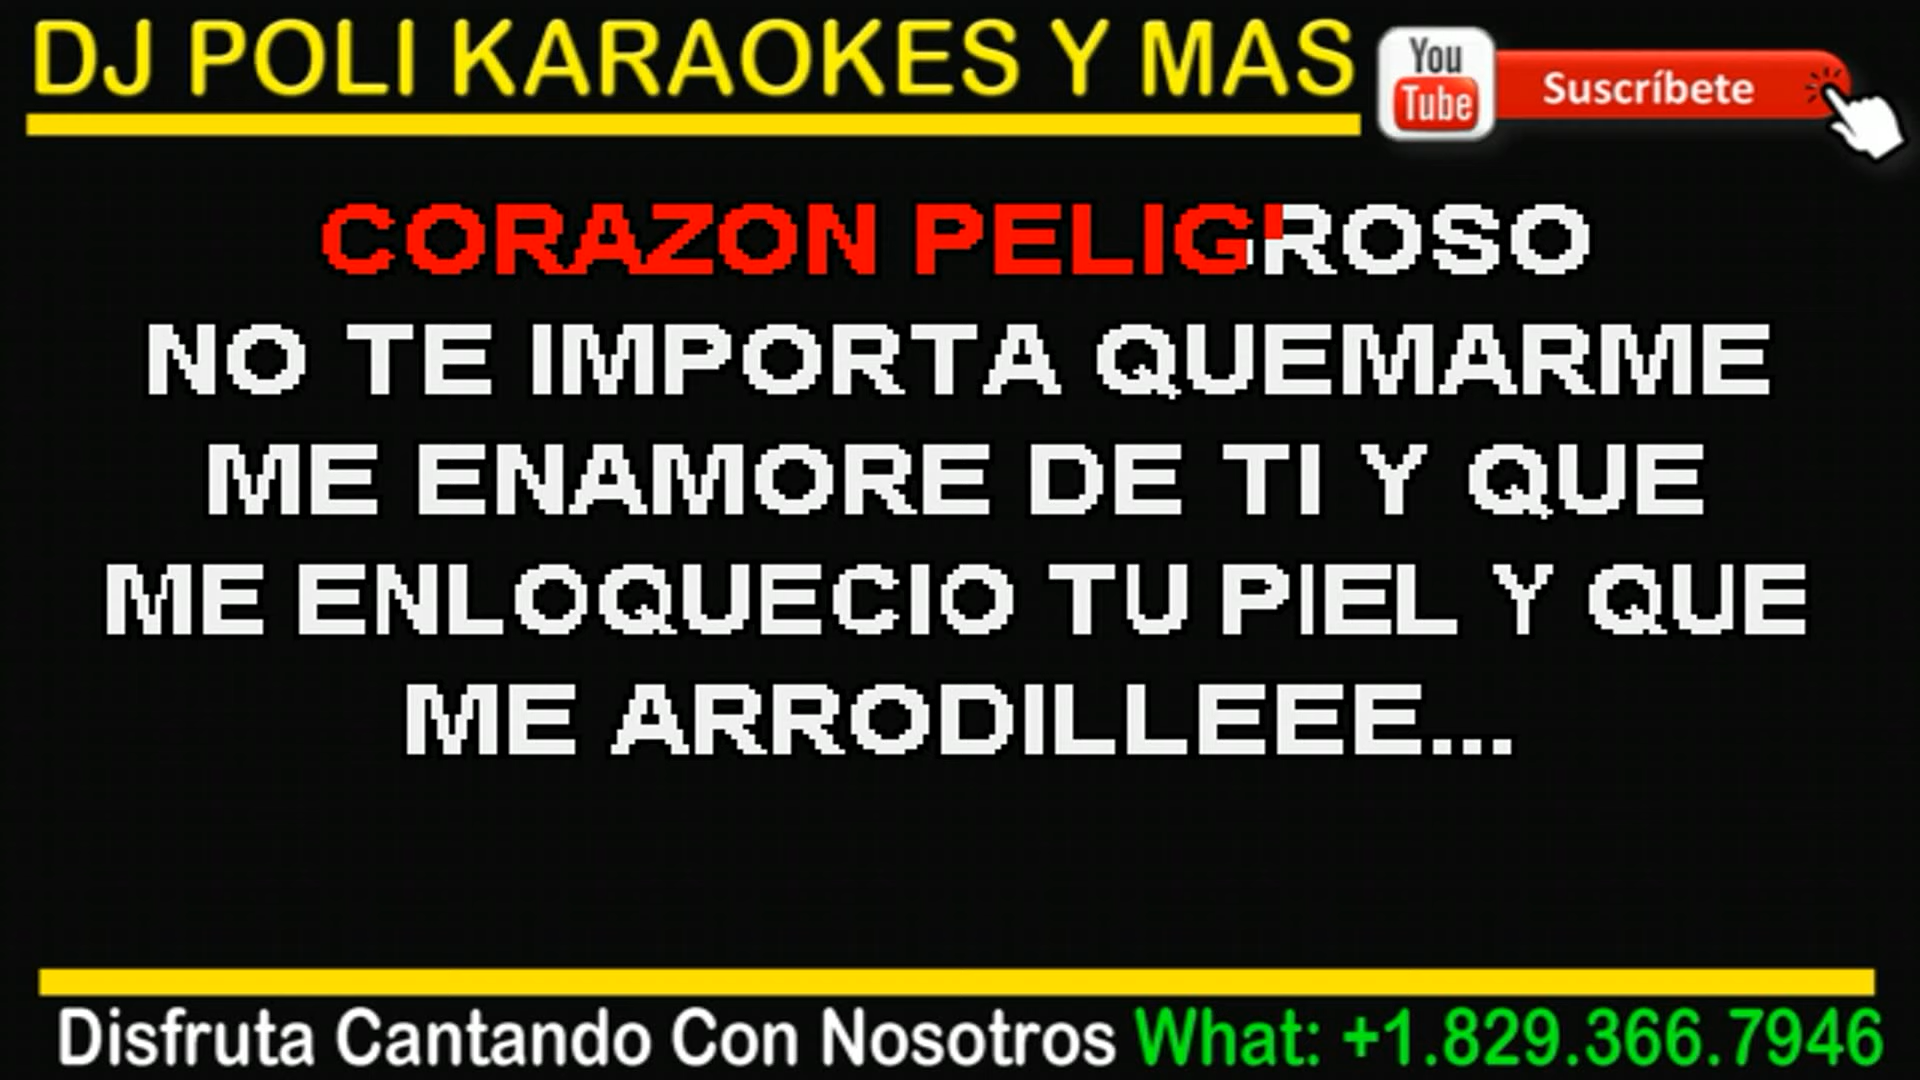 DJ POLI KARAOKES Y MAS
You Tube
Suscríbete
CORAZON PELIGROSO
NO TE IMPORTA QUEMARME
ME ENAMORE DE TI Y QUE
ME ENLOQUECIO TU PIEL Y QUE
ME ARRODILLEEE...
Disfruta Cantando Con Nosotros What: +1.829.366.7946